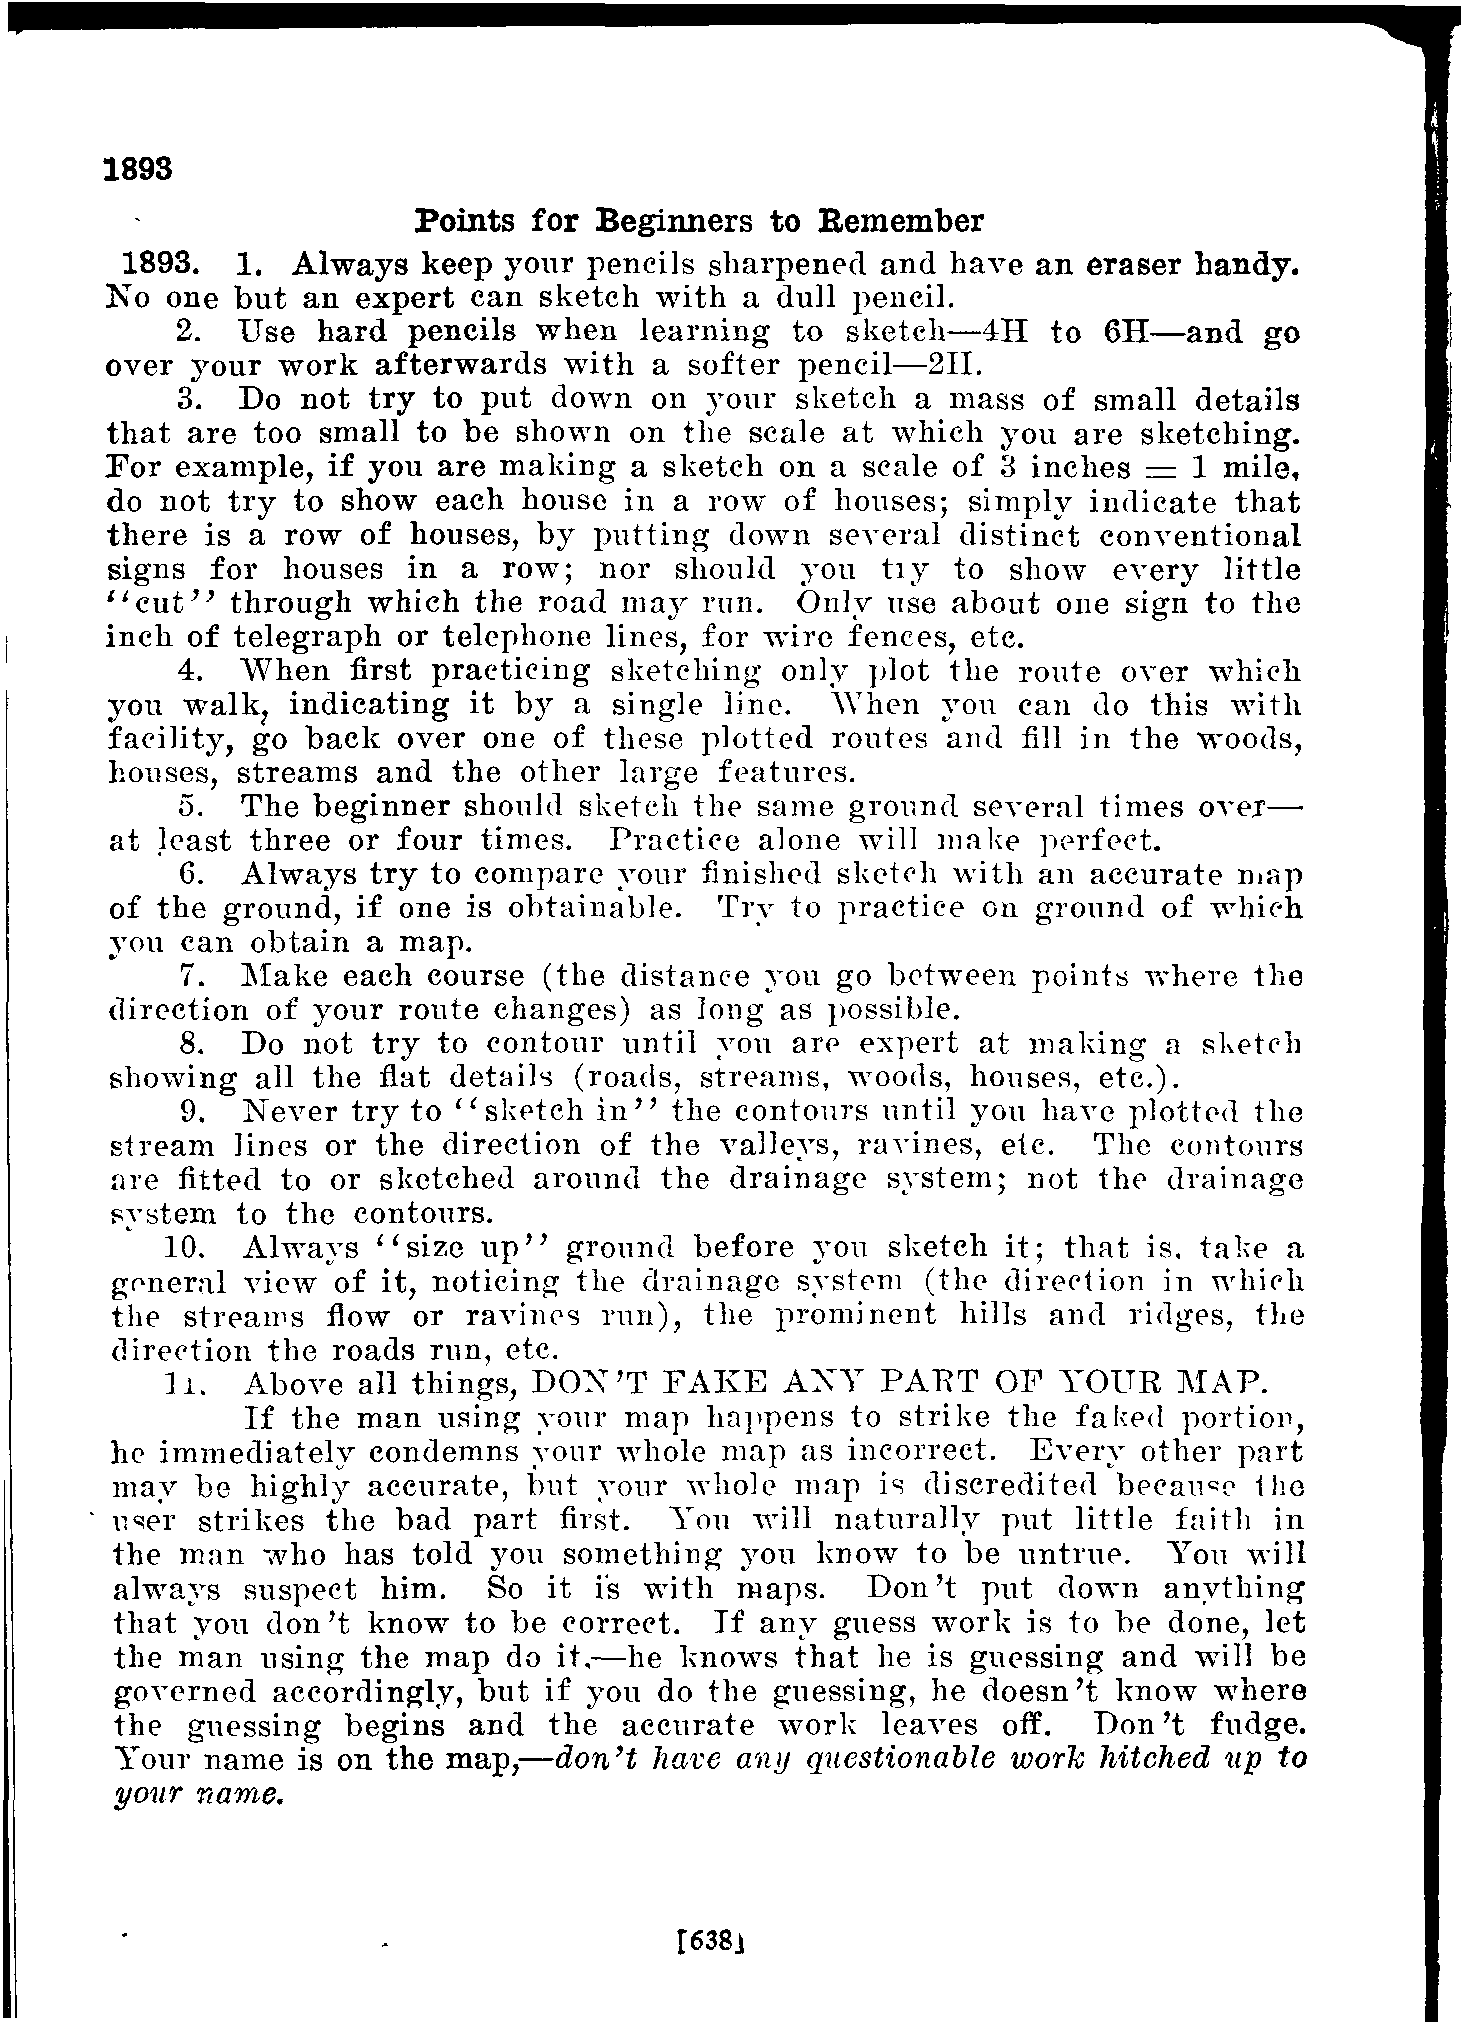 1893
Points for Beginners to Remember
1893. 1. Always keep your pencils sharpened and have an eraser handy.
No one but an expert can sketch with a dull pencil.
2. Use hard pencils when learning to sketch—4H to 6H—and go
over your work afterwards with a softer pencil—2H.
3. Do not try to put down on your sketch a mass of small details
that are too small to be shown on the scale at which you are sketching.
For example, if you are making a sketch on a scale of 3 inches = 1 mile,
do not try to show each house in a row of houses; simply indicate that
there is a row of houses, by putting down several distinct conventional
signs for houses in a row; nor should you try to show every little
"cut" through which the road may run. Only use about one sign to the
inch of telegraph or telephone lines, for wire fences, etc.
4. When first practicing sketching only plot the route over which
you walk, indicating it by a single line. When you can do this with
facility, go back over one of these plotted routes and fill in the woods,
houses, streams and the other large features.
5. The beginner should sketch the same ground several times over—
at least three or four times. Practice alone will make perfect.
6. Always try to compare your finished sketch with an accurate map
of the ground, if one is obtainable. Try to practice on ground of which
you can obtain a map.
7. Make each course (the distance you go between points where the
direction of your route changes) as long as possible.
8. Do not try to contour until you are expert at making a sketch
showing all the flat details (roads, streams, woods, houses, etc.).
9. Never try to "sketch in" the contours until you have plotted the
stream lines or the direction of the valleys, ravines, etc. The contours
are fitted to or sketched around the drainage system; not the drainage
system to the contours.
10. Always "size up" ground before you sketch it; that is, take a
general view of it, noticing the drainage system (the direction in which
the streams flow or ravines run), the prominent hills and ridges, the
direction the roads run, etc.
11. Above all things, DON'T FAKE ANY PART OF YOUR MAP.
If the man using your map happens to strike the faked portion,
he immediately condemns your whole map as incorrect. Every other part
may be highly accurate, but your whole map is discredited because the
user strikes the bad part first. You will naturally put little faith in
the man who has told you something you know to be untrue. You will
always suspect him. So it is with maps. Don't put down anything
that you don't know to be correct. If any guess work is to be done, let
the man using the map do it,—he knows that he is guessing and will be
governed accordingly, but if you do the guessing, he doesn't know where
the guessing begins and the accurate work leaves off. Don't fudge.
Your name is on the map,—don't have any questionable work hitched up to
your name.
[638]